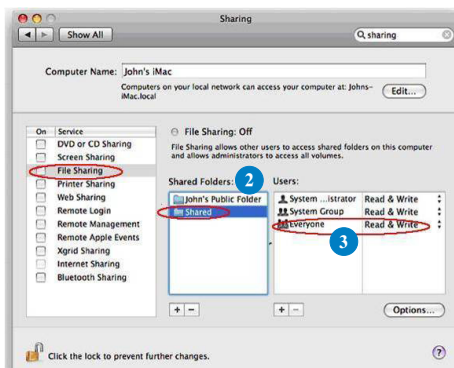 Sharing
Show All
sharing
Computer Name: John's iMac
Computers on your local network can access your computer at: Johns-
iMac.local
Edit...
On Service
DVD or CD Sharing
Screen Sharing
File Sharing
Printer Sharing
Web Sharing
Remote Login
Remote Management
Remote Apple Events
Xgrid Sharing
Internet Sharing
Bluetooth Sharing
File Sharing: Off
File Sharing allows other users to access shared folders on this computer
and allows administrators to access all volumes.
Shared Folders: 2
John's Public Folder
Shared
Users:
System ...istrator Read & Write
System Group Read & Write
Everyone Read & Write
3
+ −
+ −
Options...
Click the lock to prevent further changes.
?